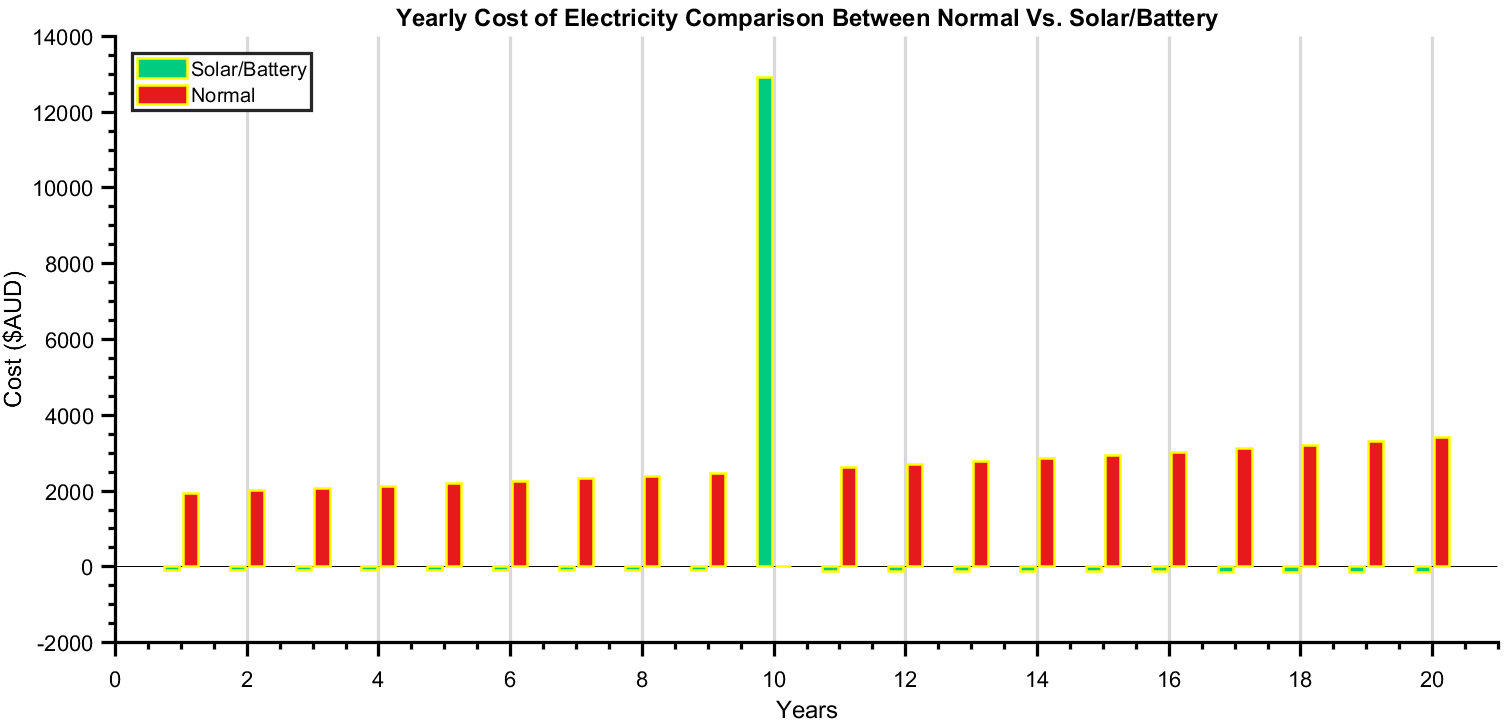 Yearly Cost of Electricity Comparison Between Normal Vs. Solar/Battery
Solar/Battery
Normal
Cost ($AUD)
14000
12000
10000
8000
6000
4000
2000
0
-2000
0 2 4 6 8 10 12 14 16 18 20
Years